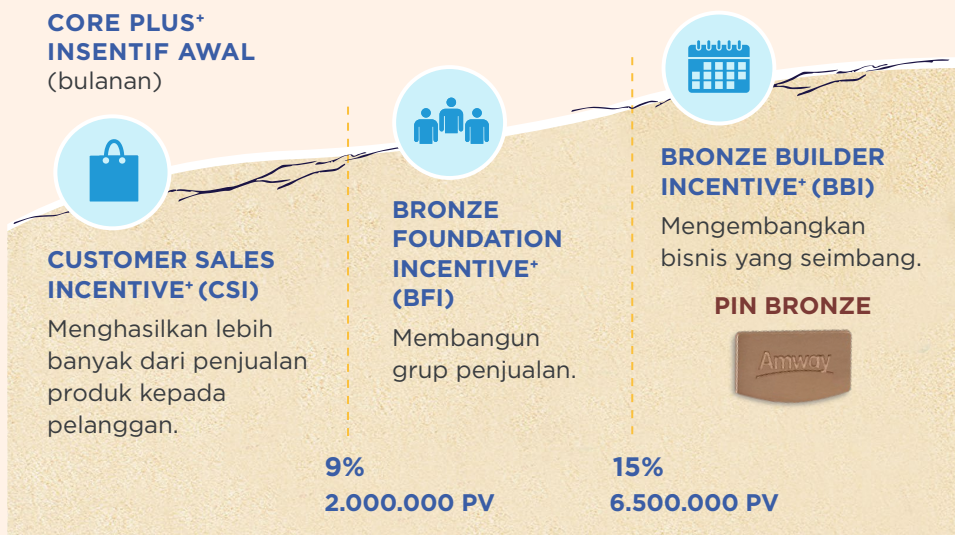 CORE PLUS⁺
INSENTIF AWAL
(bulanan)
CUSTOMER SALES
INCENTIVE⁺ (CSI)
Menghasilkan lebih
banyak dari penjualan
produk kepada
pelanggan.
BRONZE
FOUNDATION
INCENTIVE⁺
(BFI)
Membangun
grup penjualan.
BRONZE BUILDER
INCENTIVE⁺ (BBI)
Mengembangkan
bisnis yang seimbang.
PIN BRONZE
Amway
9%
2.000.000 PV
15%
6.500.000 PV